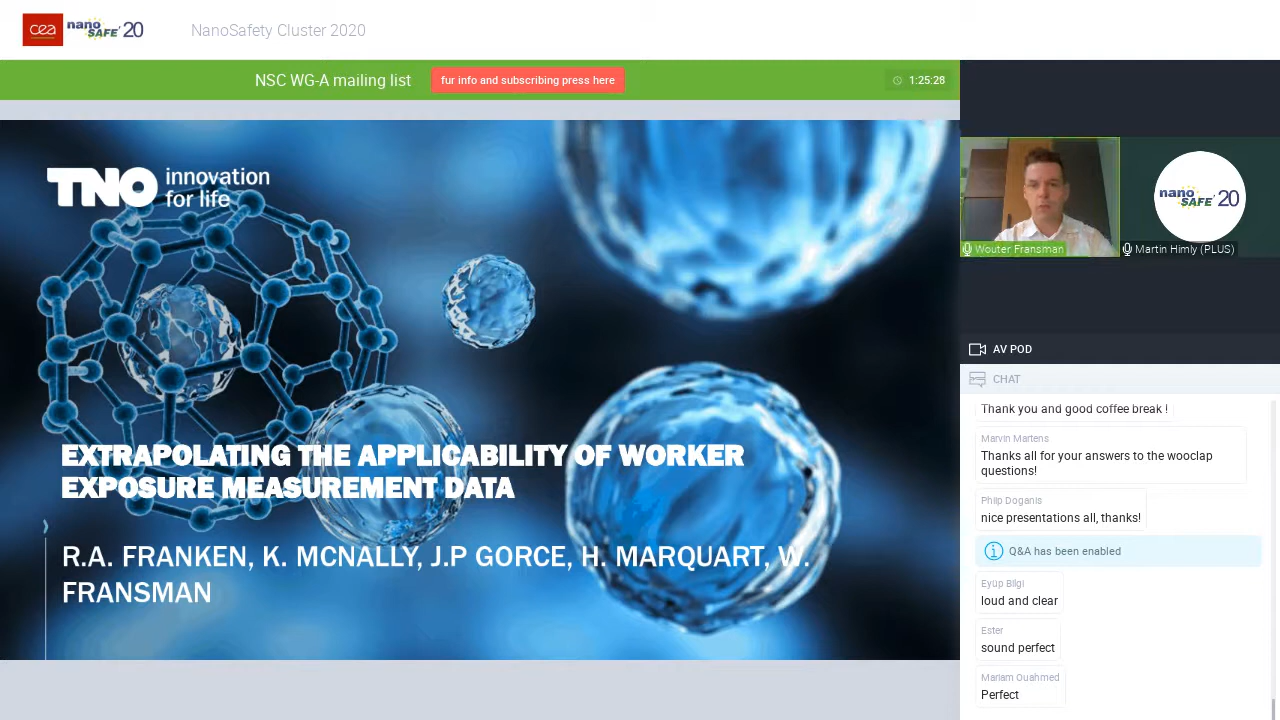 cea nano SAFE' 20
NanoSafety Cluster 2020
NSC WG-A mailing list
fur info and subscribing press here
1:25:28
TNO innovation
for life
EXTRAPOLATING THE APPLICABILITY OF WORKER
EXPOSURE MEASUREMENT DATA
R.A. FRANKEN, K. MCNALLY, J.P GORCE, H. MARQUART, W.
FRANSMAN
nano SAFE' 20
Wouter Fransman
Martin Himly (PLUS)
AV POD
CHAT
Thank you and good coffee break !
Marvin Martens
Thanks all for your answers to the wooclap
questions!
Philp Doganis
nice presentations all, thanks!
Q&A has been enabled
Eyüp Bilgi
loud and clear
Ester
sound perfect
Mariam Ouahmed
Perfect